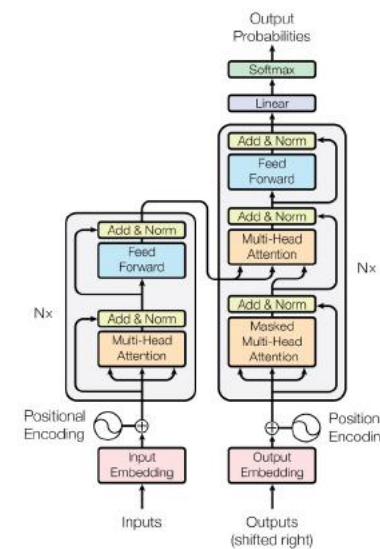 Output
Probabilities
Softmax
Linear
Add & Norm
Feed
Forward
Add & Norm
Multi-Head
Attention
Nx
Add & Norm
Masked
Multi-Head
Attention
Add & Norm
Feed
Forward
Nx
Add & Norm
Multi-Head
Attention
Positional
Encoding
Position
Encodin
Input
Embedding
Output
Embedding
Inputs
Outputs
(shifted right)